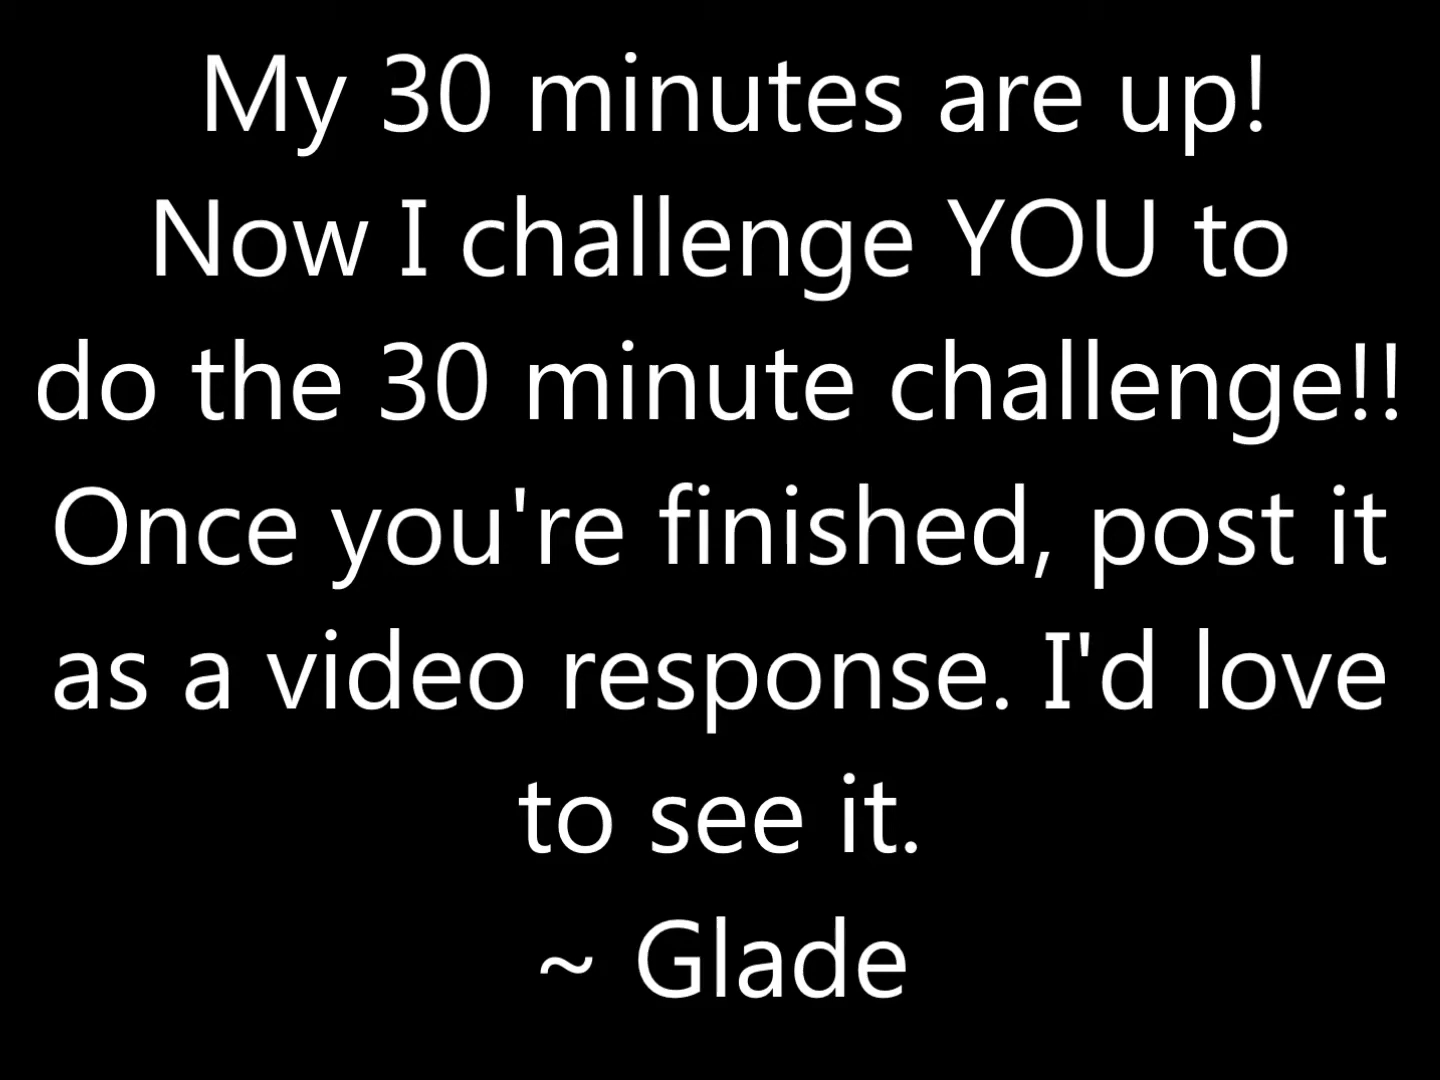 My 30 minutes are up!
Now I challenge YOU to
do the 30 minute challenge!!
Once you're finished, post it
as a video response. I'd love
to see it.
~ Glade